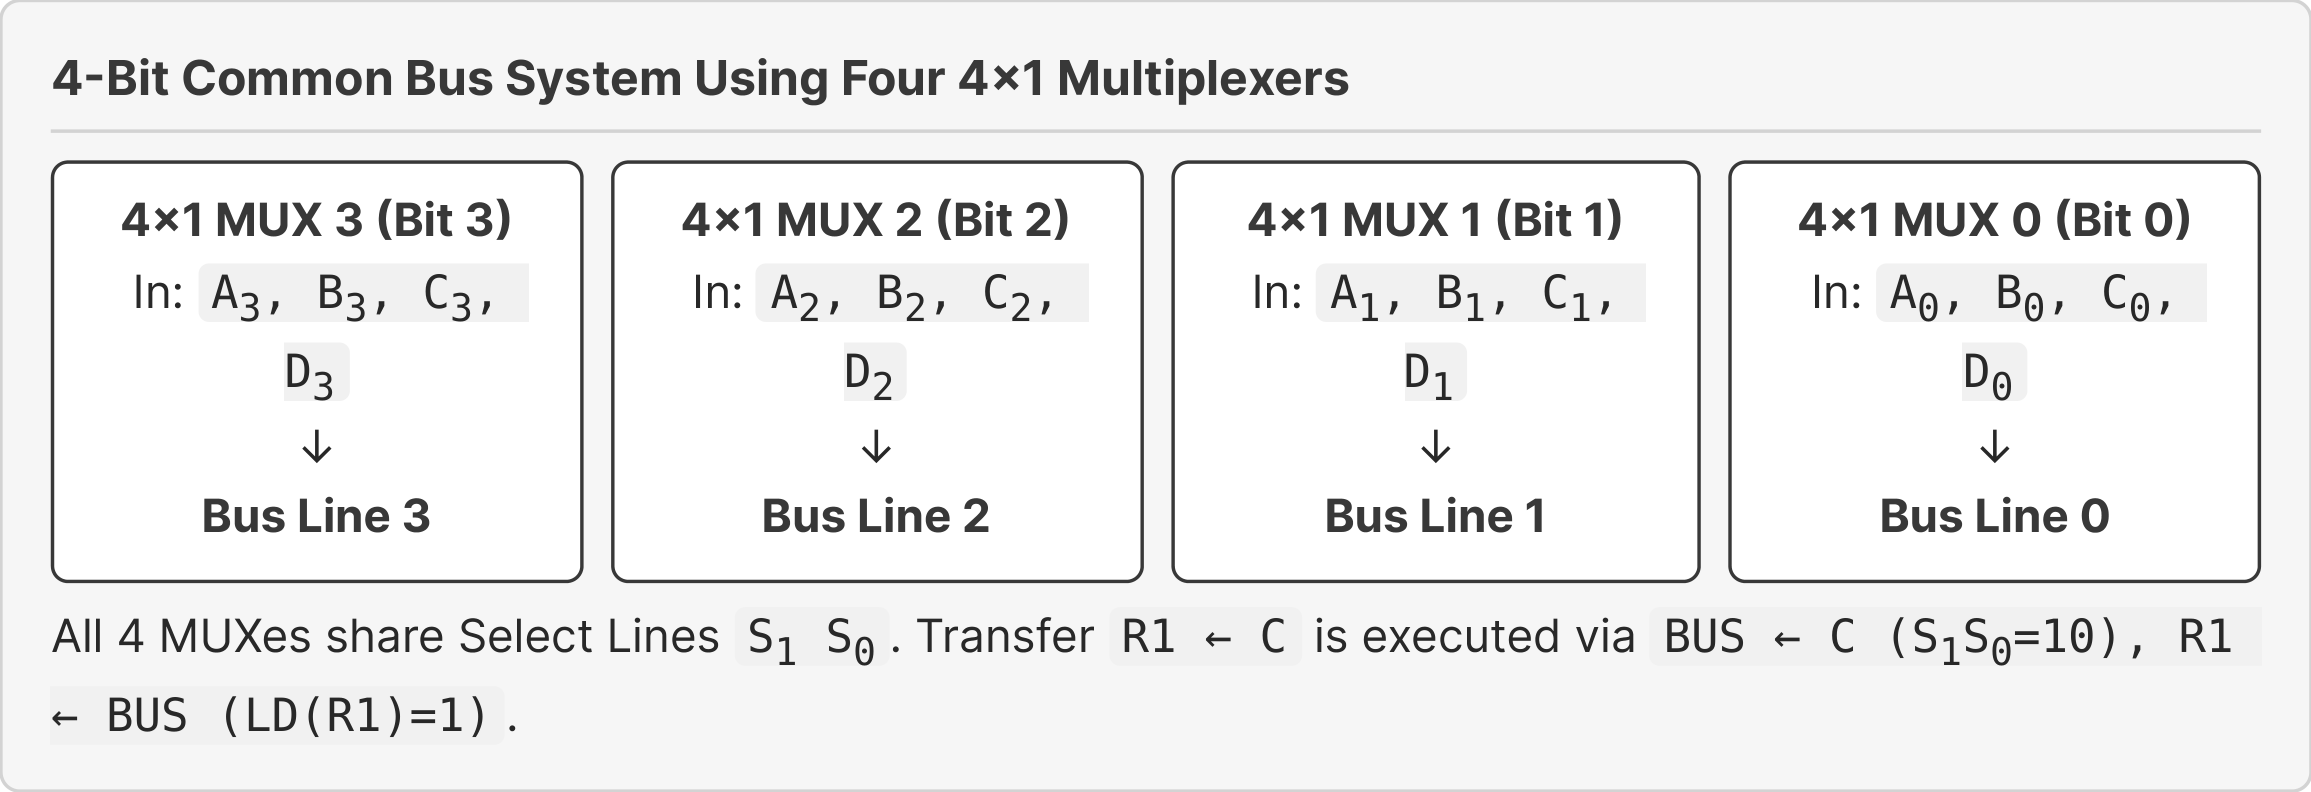 4-Bit Common Bus System Using Four 4×1 Multiplexers
4×1 MUX 3 (Bit 3)
In: A₃, B₃, C₃,
D₃
↓
Bus Line 3
4×1 MUX 2 (Bit 2)
In: A₂, B₂, C₂,
D₂
↓
Bus Line 2
4×1 MUX 1 (Bit 1)
In: A₁, B₁, C₁,
D₁
↓
Bus Line 1
4×1 MUX 0 (Bit 0)
In: A₀, B₀, C₀,
D₀
↓
Bus Line 0
All 4 MUXes share Select Lines S₁ S₀. Transfer R1 ← C is executed via BUS ← C (S₁S₀=10), R1
← BUS (LD(R1)=1).